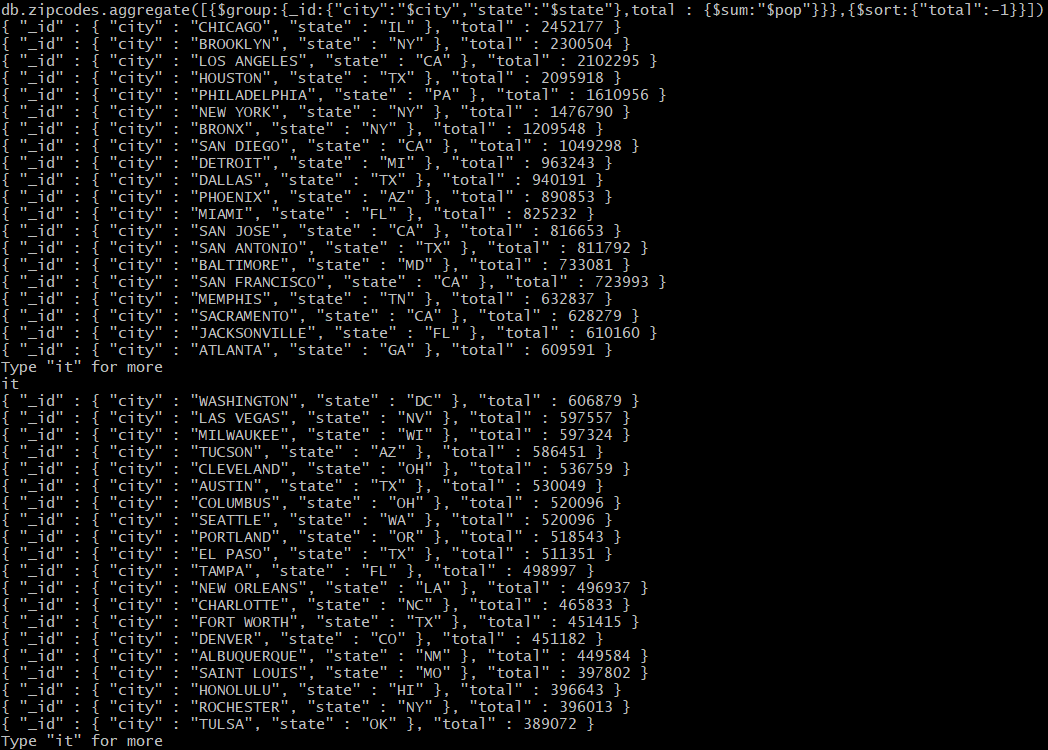 db.zipcodes.aggregate([{$group:{_id:{"city":"$city","state":"$state"},total : {$sum:"$pop"}}},{$sort:{"total":-1}}])
{ "_id" : { "city" : "CHICAGO", "state" : "IL" }, "total" : 2452177 }
{ "_id" : { "city" : "BROOKLYN", "state" : "NY" }, "total" : 2300504 }
{ "_id" : { "city" : "LOS ANGELES", "state" : "CA" }, "total" : 2102295 }
{ "_id" : { "city" : "HOUSTON", "state" : "TX" }, "total" : 2095918 }
{ "_id" : { "city" : "PHILADELPHIA", "state" : "PA" }, "total" : 1610956 }
{ "_id" : { "city" : "NEW YORK", "state" : "NY" }, "total" : 1476790 }
{ "_id" : { "city" : "BRONX", "state" : "NY" }, "total" : 1209548 }
{ "_id" : { "city" : "SAN DIEGO", "state" : "CA" }, "total" : 1049298 }
{ "_id" : { "city" : "DETROIT", "state" : "MI" }, "total" : 963243 }
{ "_id" : { "city" : "DALLAS", "state" : "TX" }, "total" : 940191 }
{ "_id" : { "city" : "PHOENIX", "state" : "AZ" }, "total" : 890853 }
{ "_id" : { "city" : "MIAMI", "state" : "FL" }, "total" : 825232 }
{ "_id" : { "city" : "SAN JOSE", "state" : "CA" }, "total" : 816653 }
{ "_id" : { "city" : "SAN ANTONIO", "state" : "TX" }, "total" : 811792 }
{ "_id" : { "city" : "BALTIMORE", "state" : "MD" }, "total" : 733081 }
{ "_id" : { "city" : "SAN FRANCISCO", "state" : "CA" }, "total" : 723993 }
{ "_id" : { "city" : "MEMPHIS", "state" : "TN" }, "total" : 632837 }
{ "_id" : { "city" : "SACRAMENTO", "state" : "CA" }, "total" : 628279 }
{ "_id" : { "city" : "JACKSONVILLE", "state" : "FL" }, "total" : 610160 }
{ "_id" : { "city" : "ATLANTA", "state" : "GA" }, "total" : 609591 }
Type "it" for more
it
{ "_id" : { "city" : "WASHINGTON", "state" : "DC" }, "total" : 606879 }
{ "_id" : { "city" : "LAS VEGAS", "state" : "NV" }, "total" : 597557 }
{ "_id" : { "city" : "MILWAUKEE", "state" : "WI" }, "total" : 597324 }
{ "_id" : { "city" : "TUCSON", "state" : "AZ" }, "total" : 586451 }
{ "_id" : { "city" : "CLEVELAND", "state" : "OH" }, "total" : 536759 }
{ "_id" : { "city" : "AUSTIN", "state" : "TX" }, "total" : 530049 }
{ "_id" : { "city" : "COLUMBUS", "state" : "OH" }, "total" : 520096 }
{ "_id" : { "city" : "SEATTLE", "state" : "WA" }, "total" : 520096 }
{ "_id" : { "city" : "PORTLAND", "state" : "OR" }, "total" : 518543 }
{ "_id" : { "city" : "EL PASO", "state" : "TX" }, "total" : 511351 }
{ "_id" : { "city" : "TAMPA", "state" : "FL" }, "total" : 498997 }
{ "_id" : { "city" : "NEW ORLEANS", "state" : "LA" }, "total" : 496937 }
{ "_id" : { "city" : "CHARLOTTE", "state" : "NC" }, "total" : 465833 }
{ "_id" : { "city" : "FORT WORTH", "state" : "TX" }, "total" : 451415 }
{ "_id" : { "city" : "DENVER", "state" : "CO" }, "total" : 451182 }
{ "_id" : { "city" : "ALBUQUERQUE", "state" : "NM" }, "total" : 449584 }
{ "_id" : { "city" : "SAINT LOUIS", "state" : "MO" }, "total" : 397802 }
{ "_id" : { "city" : "HONOLULU", "state" : "HI" }, "total" : 396643 }
{ "_id" : { "city" : "ROCHESTER", "state" : "NY" }, "total" : 396013 }
{ "_id" : { "city" : "TULSA", "state" : "OK" }, "total" : 389072 }
Type "it" for more